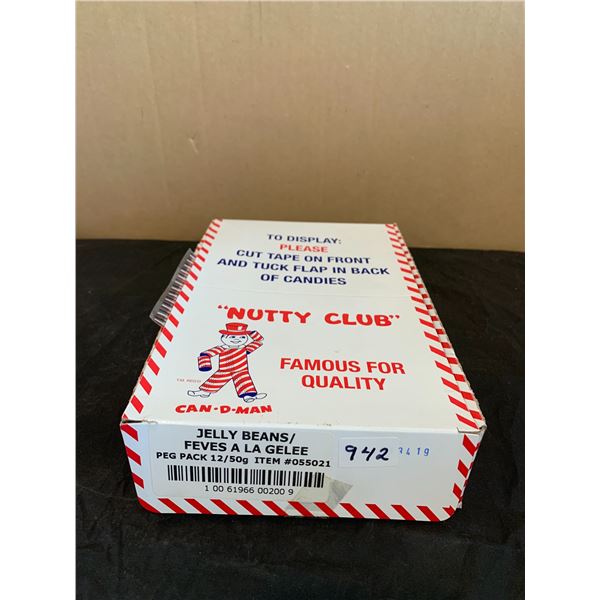 TO DISPLAY:
PLEASE
CUT TAPE ON FRONT
AND TUCK FLAP IN BACK
OF CANDIES
"NUTTY CLUB"
FAMOUS FOR
QUALITY
CAN-D-MAN
JELLY BEANS/
FEVES A LA GELEE
PEG PACK 12/50g ITEM #055021
1 00 61966 00200 9
942
3419